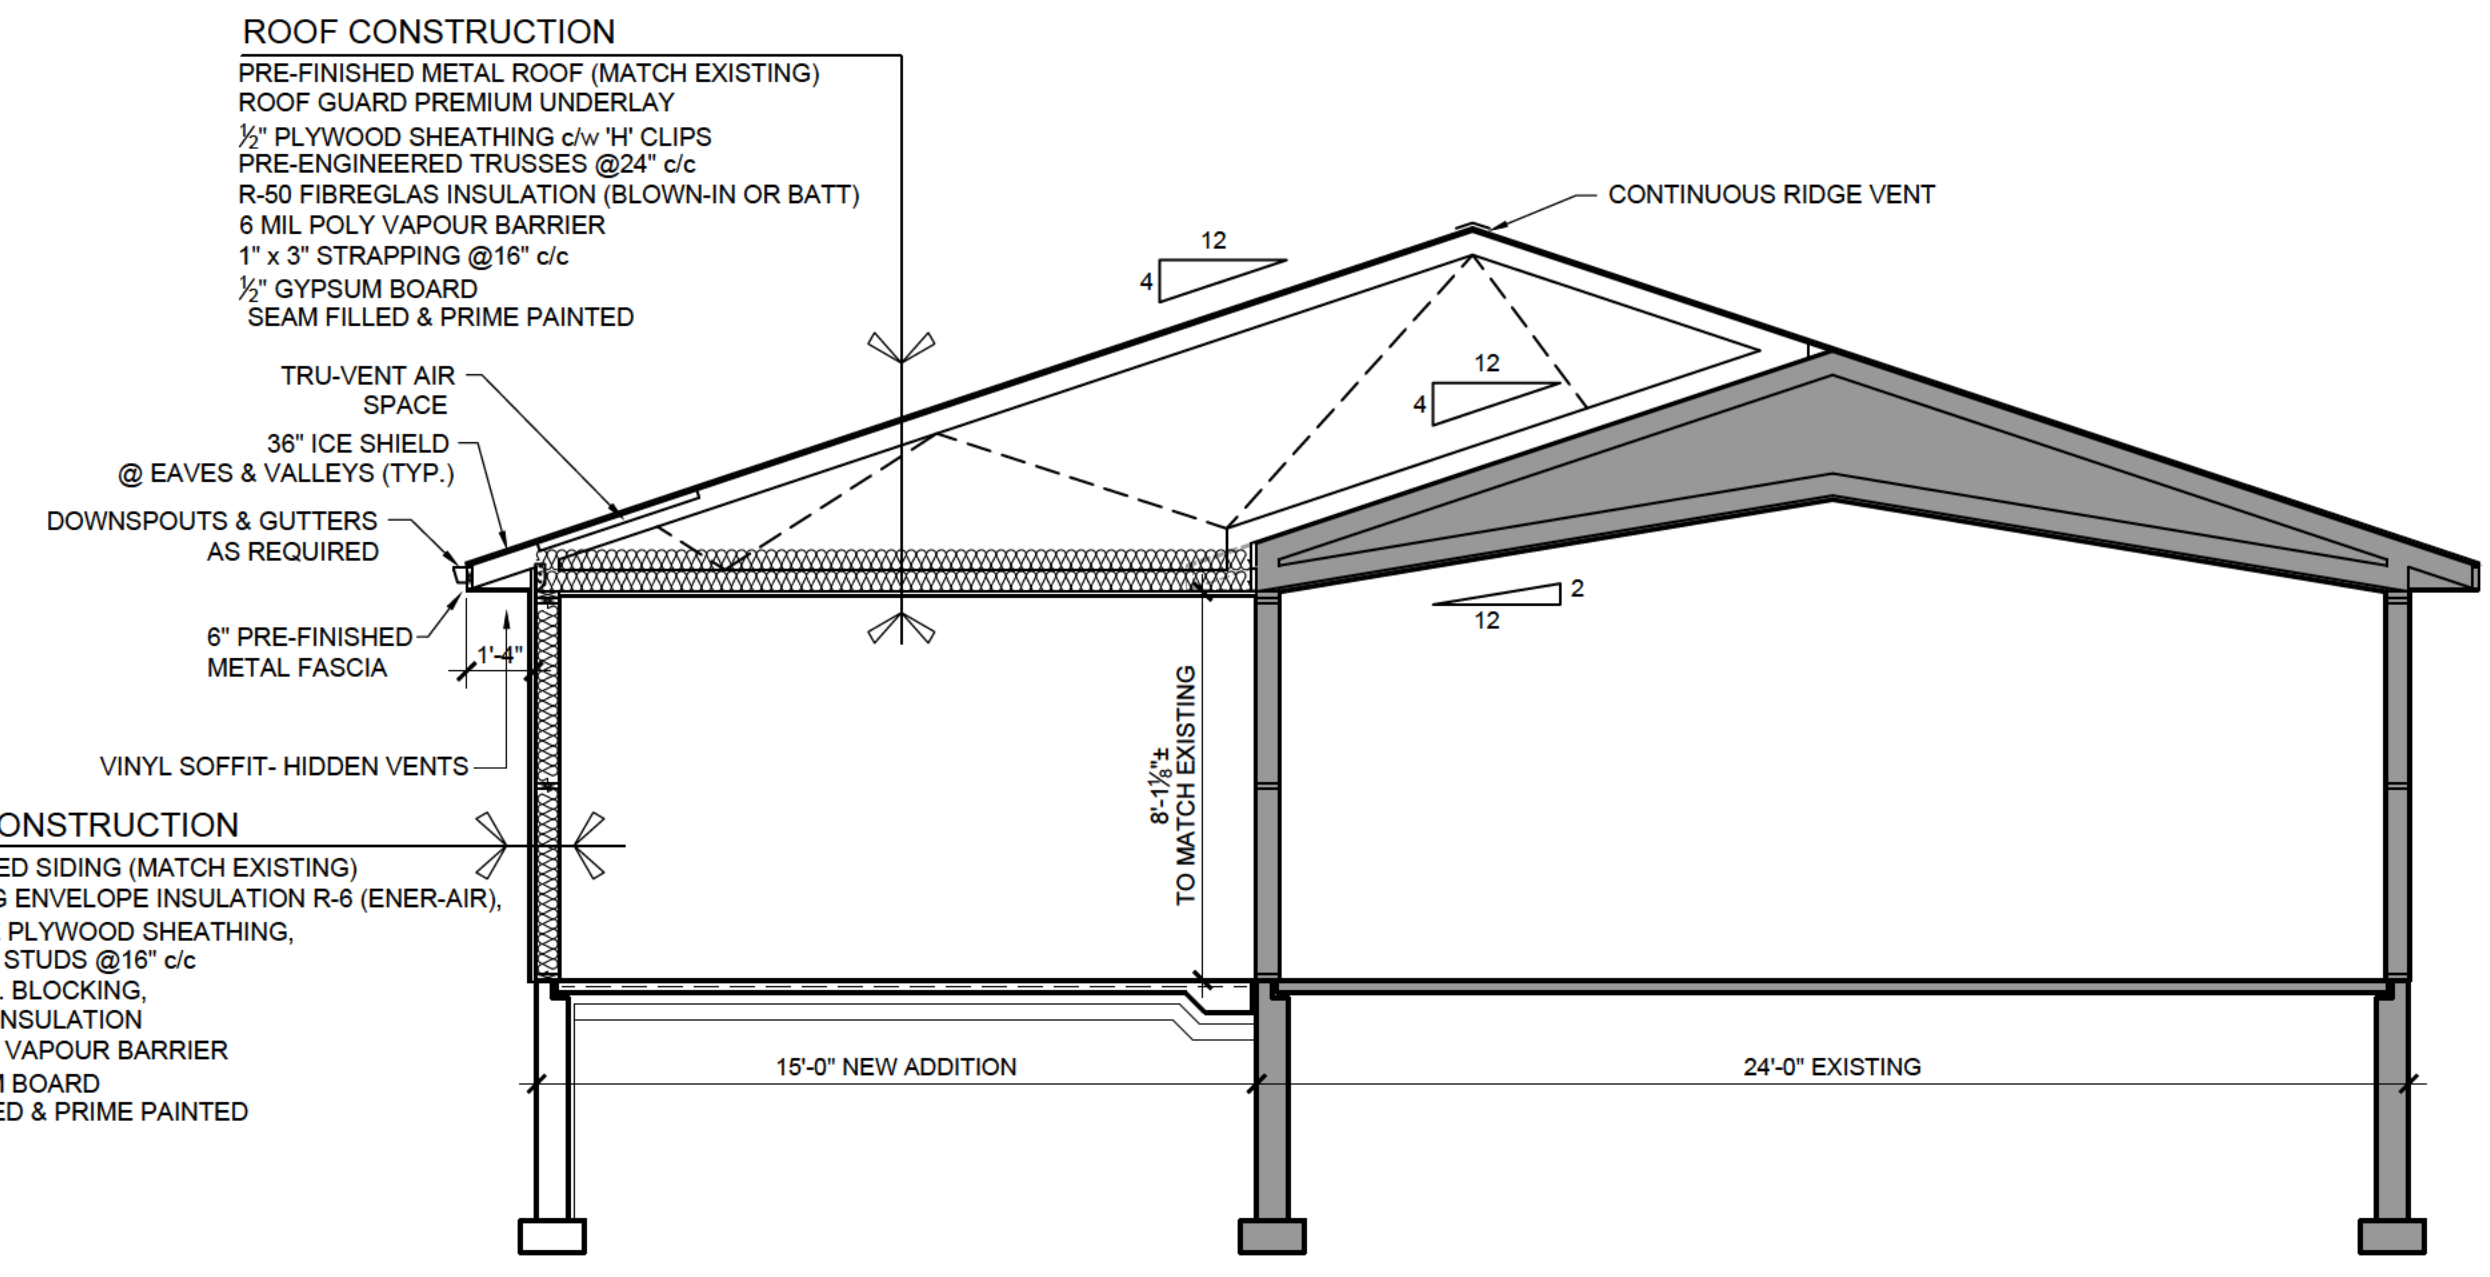 ROOF CONSTRUCTION
PRE-FINISHED METAL ROOF (MATCH EXISTING)
ROOF GUARD PREMIUM UNDERLAY
½" PLYWOOD SHEATHING c/w 'H' CLIPS
PRE-ENGINEERED TRUSSES @24" c/c
R-50 FIBREGLAS INSULATION (BLOWN-IN OR BATT)
6 MIL POLY VAPOUR BARRIER
1" x 3" STRAPPING @16" c/c
½" GYPSUM BOARD
SEAM FILLED & PRIME PAINTED
CONTINUOUS RIDGE VENT
12
4
12
4
TRU-VENT AIR
SPACE
36" ICE SHIELD
@ EAVES & VALLEYS (TYP.)
DOWNSPOUTS & GUTTERS
AS REQUIRED
2
12
6" PRE-FINISHED
METAL FASCIA
1'-4"
VINYL SOFFIT- HIDDEN VENTS
8'-1⅛"±
TO MATCH EXISTING
ONSTRUCTION
ED SIDING (MATCH EXISTING)
G ENVELOPE INSULATION R-6 (ENER-AIR),
PLYWOOD SHEATHING,
STUDS @16" c/c
BLOCKING,
NSULATION
VAPOUR BARRIER
M BOARD
ED & PRIME PAINTED
15'-0" NEW ADDITION
24'-0" EXISTING